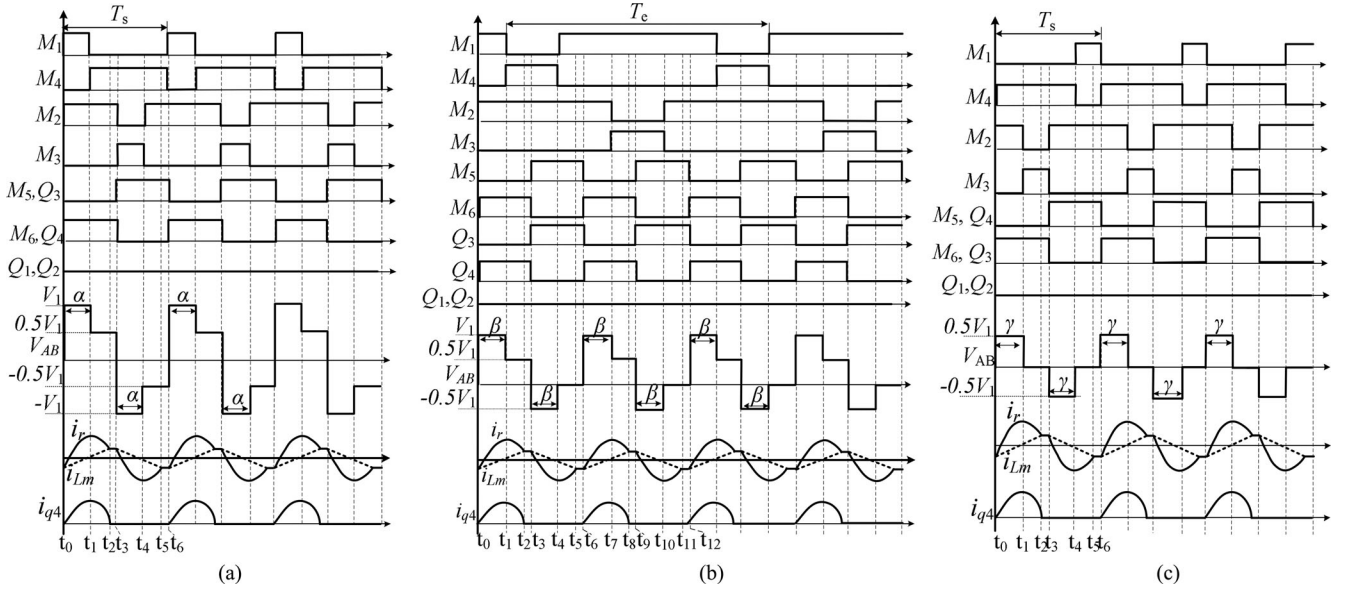 Ts
M1
M4
M2
M3
M5,Q3
M6,Q4
Q1,Q2
V1
α α
0.5V1
VAB
-0.5V1
α α
-V1
ir
iLm
iq4
t0 t1 t2 t3 t4 t5 t6
(a)
Te
M1
M4
M2
M3
M5
M6
Q3
Q4
Q1,Q2
V1
β β β
0.5V1
VAB
β β β
-0.5V1
ir
iLm
iq4
t0 t1 t2 t3 t4 t5 t6 t7 t8 t9 t10 t11 t12
(b)
Ts
M1
M4
M2
M3
M5, Q4
M6, Q3
Q1,Q2
0.5V1
γ γ γ
VAB
γ γ
-0.5V1
ir
iLm
iq4
t0 t1 t2 t3 t4 t5 t6
(c)